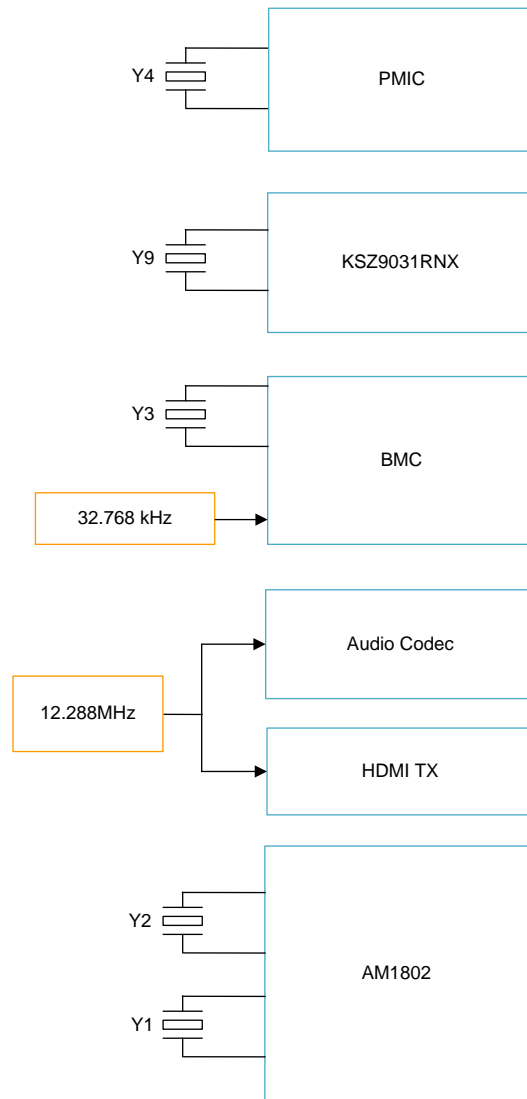 Y4
PMIC
Y9
KSZ9031RNX
Y3
BMC
32.768 kHz
Audio Codec
12.288MHz
HDMI TX
Y2
AM1802
Y1